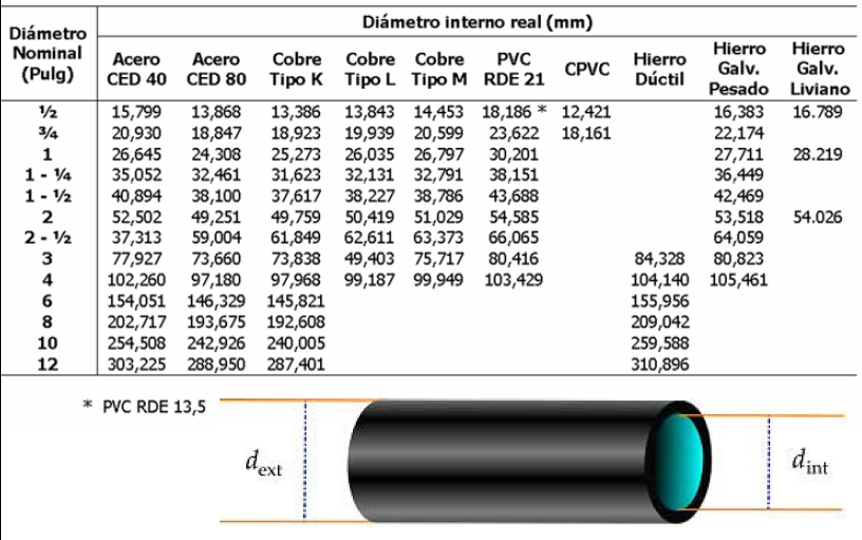 Diámetro interno real (mm)
Diámetro Nominal (Pulg) Acero CED 40 Acero CED 80 Cobre Tipo K Cobre Tipo L Cobre Tipo M PVC RDE 21 CPVC Hierro Dúctil Hierro Galv. Pesado Hierro Galv. Liviano
½ 15,799 13,868 13,386 13,843 14,453 18,186 * 12,421 16,383 16.789
¾ 20,930 18,847 18,923 19,939 20,599 23,622 18,161 22,174
1 26,645 24,308 25,273 26,035 26,797 30,201 27,711 28.219
1 - ¼ 35,052 32,461 31,623 32,131 32,791 38,151 36,449
1 - ½ 40,894 38,100 37,617 38,227 38,786 43,688 42,469
2 52,502 49,251 49,759 50,419 51,029 54,585 53,518 54.026
2 - ½ 37,313 59,004 61,849 62,611 63,373 66,065 64,059
3 77,927 73,660 73,838 49,403 75,717 80,416 84,328 80,823
4 102,260 97,180 97,968 99,187 99,949 103,429 104,140 105,461
6 154,051 146,329 145,821 155,956
8 202,717 193,675 192,608 209,042
10 254,508 242,926 240,005 259,588
12 303,225 288,950 287,401 310,896
* PVC RDE 13,5
d_ext
d_int